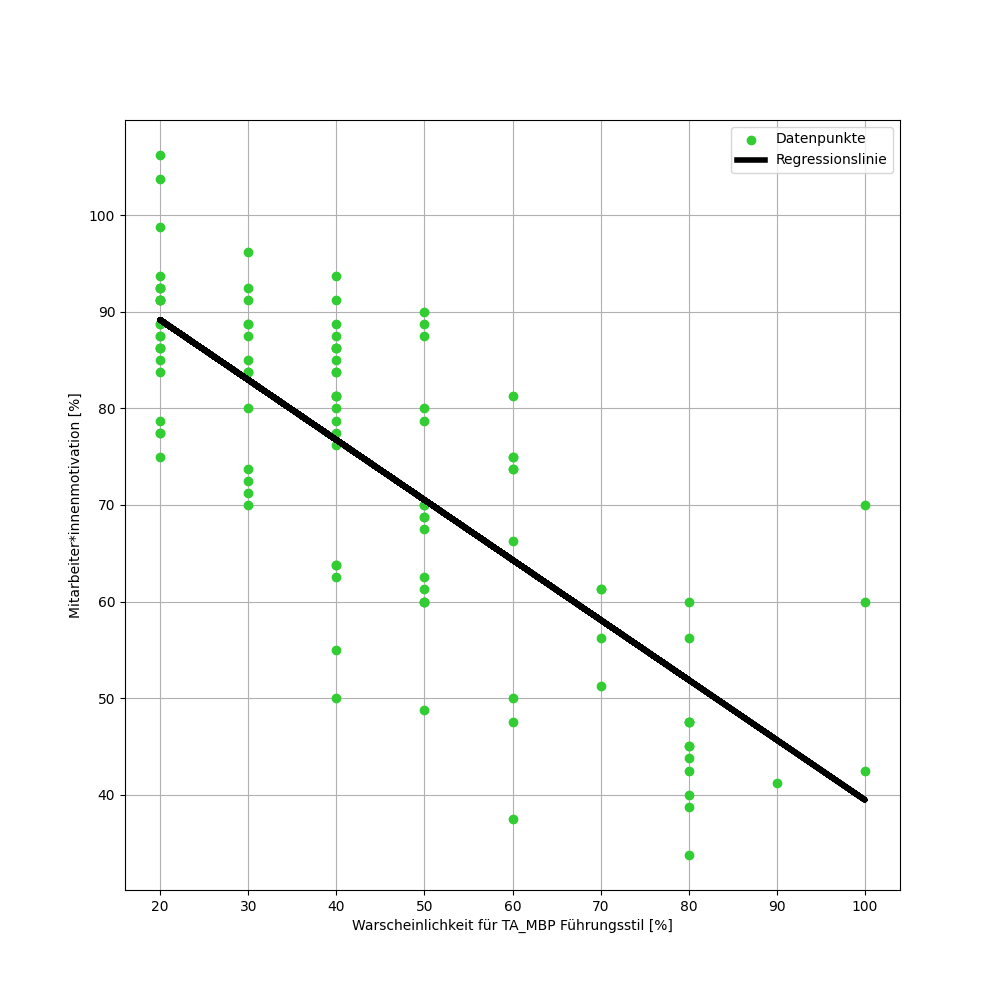 Datenpunkte
Regressionslinie
100
90
80
70
60
50
40
Mitarbeiter*innenmotivation [%]
20 30 40 50 60 70 80 90 100
Warscheinlichkeit für TA_MBP Führungsstil [%]